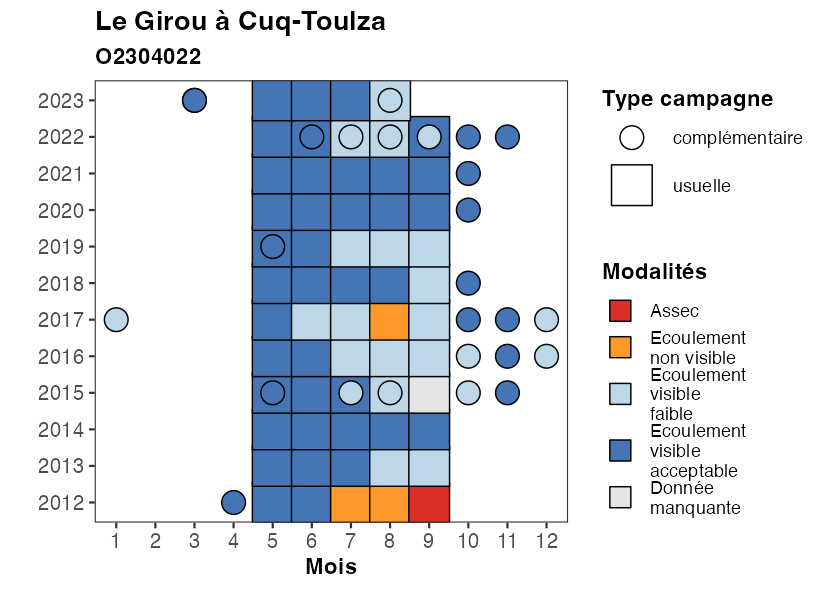 Le Girou à Cuq-Toulza
O2304022
2023
2022
2021
2020
2019
2018
2017
2016
2015
2014
2013
2012
1 2 3 4 5 6 7 8 9 10 11 12
Mois
Type campagne
complémentaire
usuelle
Modalités
Assec
Ecoulement
non visible
Ecoulement
visible
faible
Ecoulement
visible
acceptable
Donnée
manquante